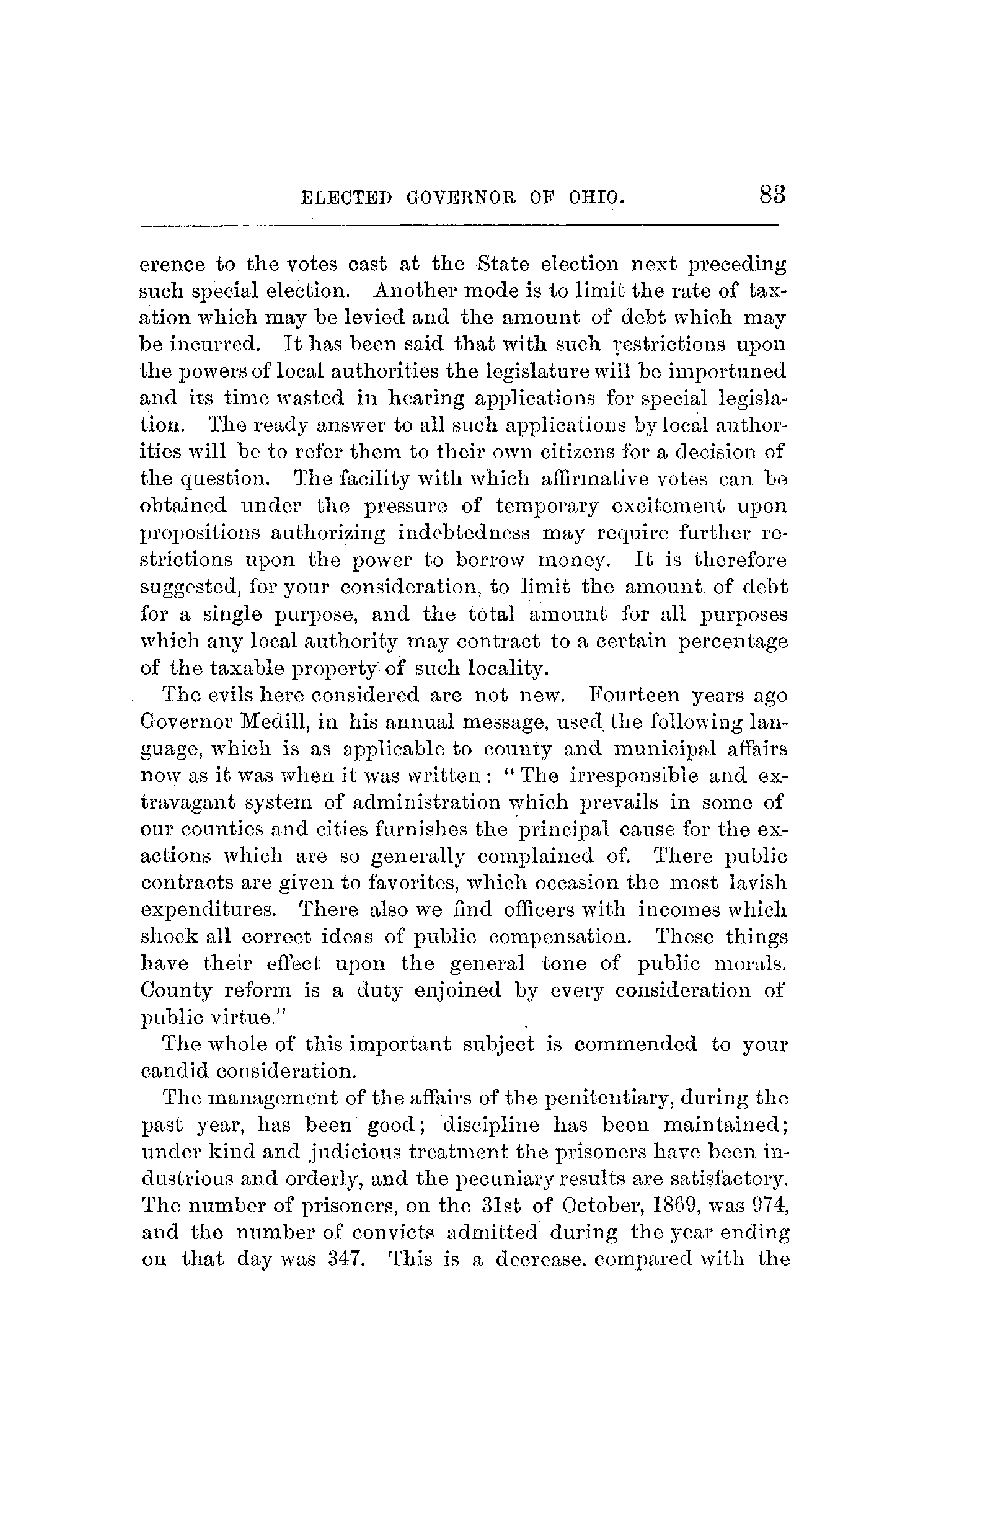 ELECTED GOVERNOR OF OHIO. 83
erence to the votes cast at the State election next preceding
such special election. Another mode is to limit the rate of tax-
ation which may be levied and the amount of debt which may
be incurred. It has been said that with such restrictions upon
the powers of local authorities the legislature will be importuned
and its time wasted in hearing applications for special legisla-
tion. The ready answer to all such applications by local author-
ities will be to refer them to their own citizens for a decision of
the question. The facility with which affirmative votes can be
obtained under the pressure of temporary excitement upon
propositions authorizing indebtedness may require further re-
strictions upon the power to borrow money. It is therefore
suggested, for your consideration, to limit the amount of debt
for a single purpose, and the total amount for all purposes
which any local authority may contract to a certain percentage
of the taxable property of such locality.
The evils here considered are not new. Fourteen years ago
Governor Medill, in his annual message, used the following lan-
guage, which is as applicable to county and municipal affairs
now as it was when it was written: "The irresponsible and ex-
travagant system of administration which prevails in some of
our counties and cities furnishes the principal cause for the ex-
actions which are so generally complained of. There public
contracts are given to favorites, which occasion the most lavish
expenditures. There also we find officers with incomes which
shock all correct ideas of public compensation. These things
have their effect upon the general tone of public morals.
County reform is a duty enjoined by every consideration of
public virtue."
The whole of this important subject is commended to your
candid consideration.
The management of the affairs of the penitentiary, during the
past year, has been good; discipline has been maintained;
under kind and judicious treatment the prisoners have been in-
dustrious and orderly, and the pecuniary results are satisfactory.
The number of prisoners, on the 31st of October, 1869, was 974,
and the number of convicts admitted during the year ending
on that day was 347. This is a decrease, compared with the